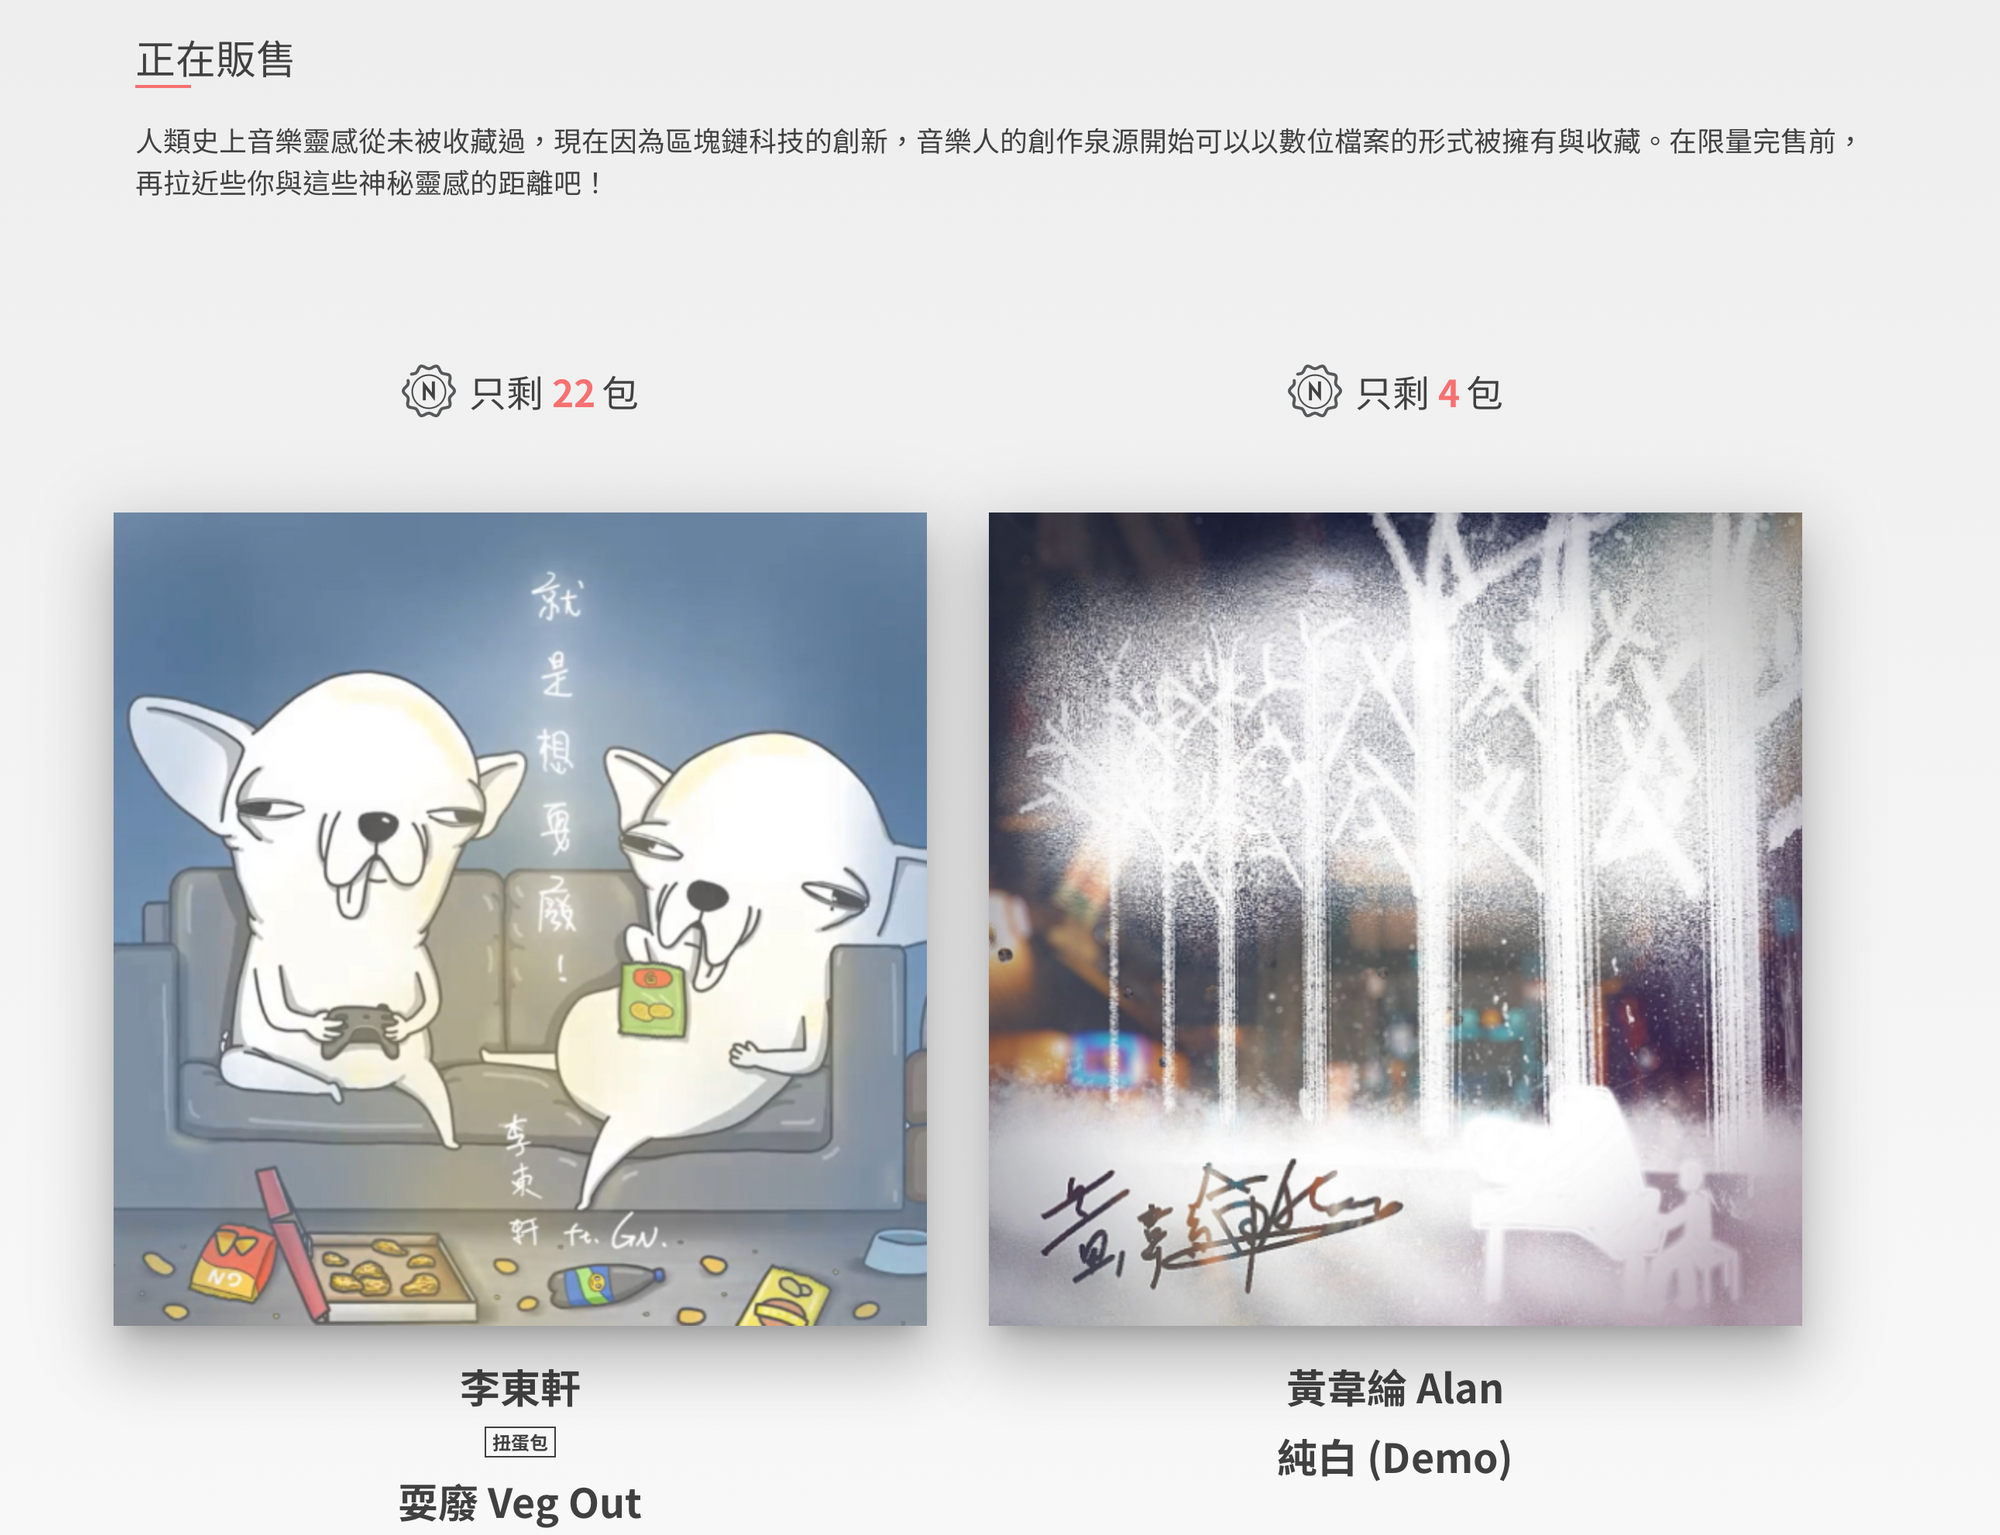 正在販售
人類史上音樂靈感從未被收藏過，現在因為區塊鏈科技的創新，音樂人的創作泉源開始可以以數位檔案的形式被擁有與收藏。在限量完售前，
再拉近些你與這些神秘靈感的距離吧！
N 只剩 22 包
N 只剩 4 包
就是想耍廢！
李東軒 ft. GN.
GN
黃韋綸 Alan
李東軒
扭蛋包
耍廢 Veg Out
黃韋綸 Alan
純白 (Demo)